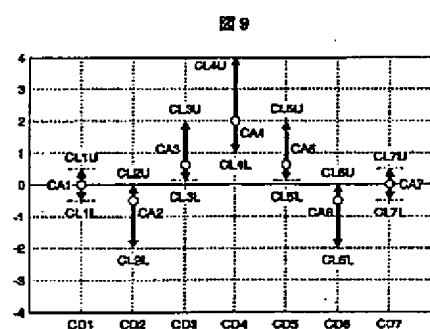 図 9
4
CL4U
3
CL3U
CL5U
2
CA4
CA3
CA5
1
CL1U
CL2U
CL4L
CL6U
CL7U
CA1
0
CL3L
CL5L
CA7
CL1L
CA2
CA6
CL7L
-1
-2
CL2L
CL6L
-3
-4
CD1 CD2 CD3 CD4 CD5 CD6 CD7